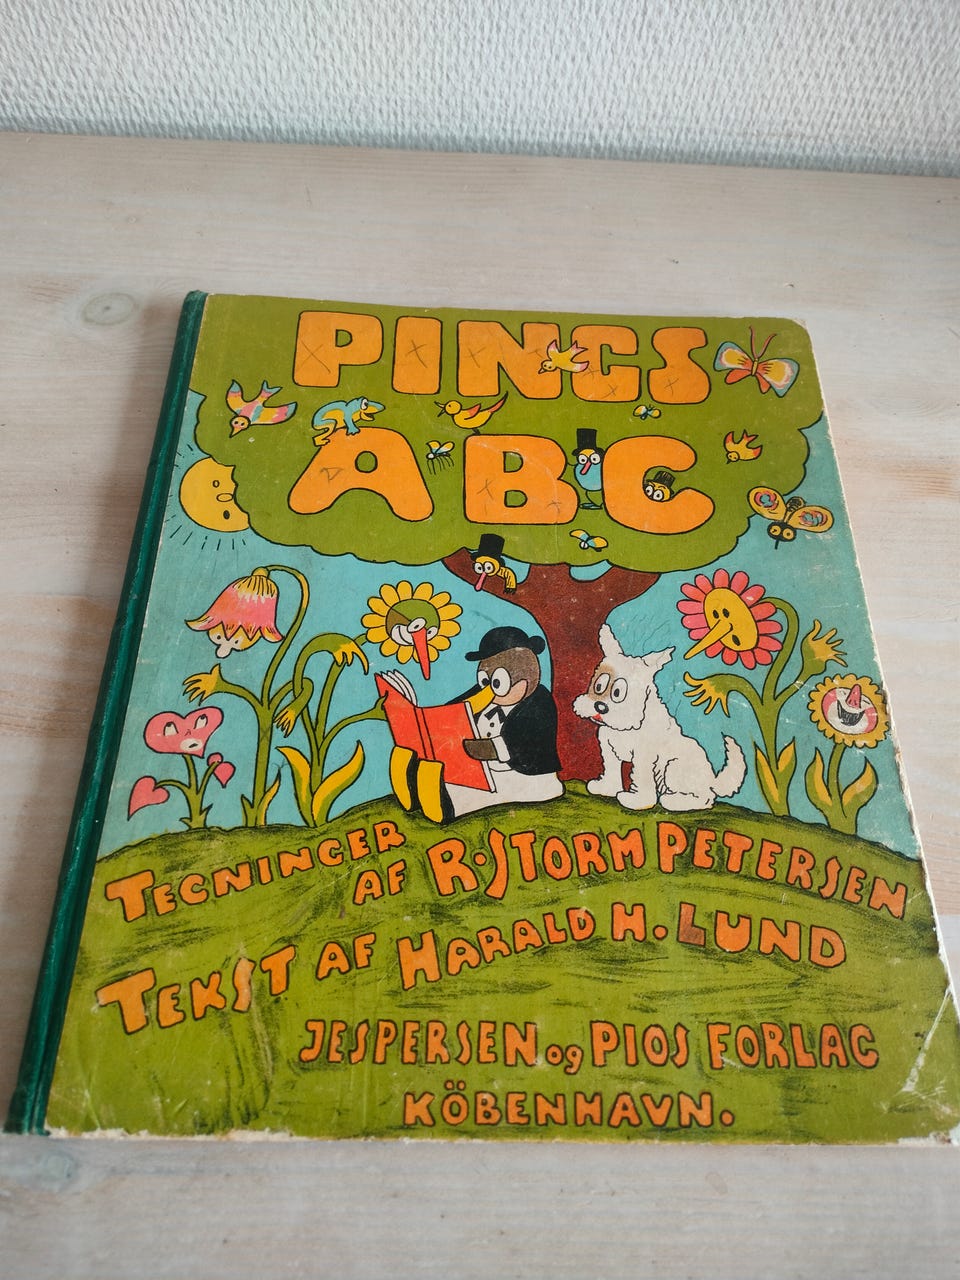 PINGS
ABC
TEGNINGER
AF R. STORM PETERSEN
TEKST AF HARALD H. LUND
JESPERSEN og PIOS FORLAG
KÖBENHAVN.